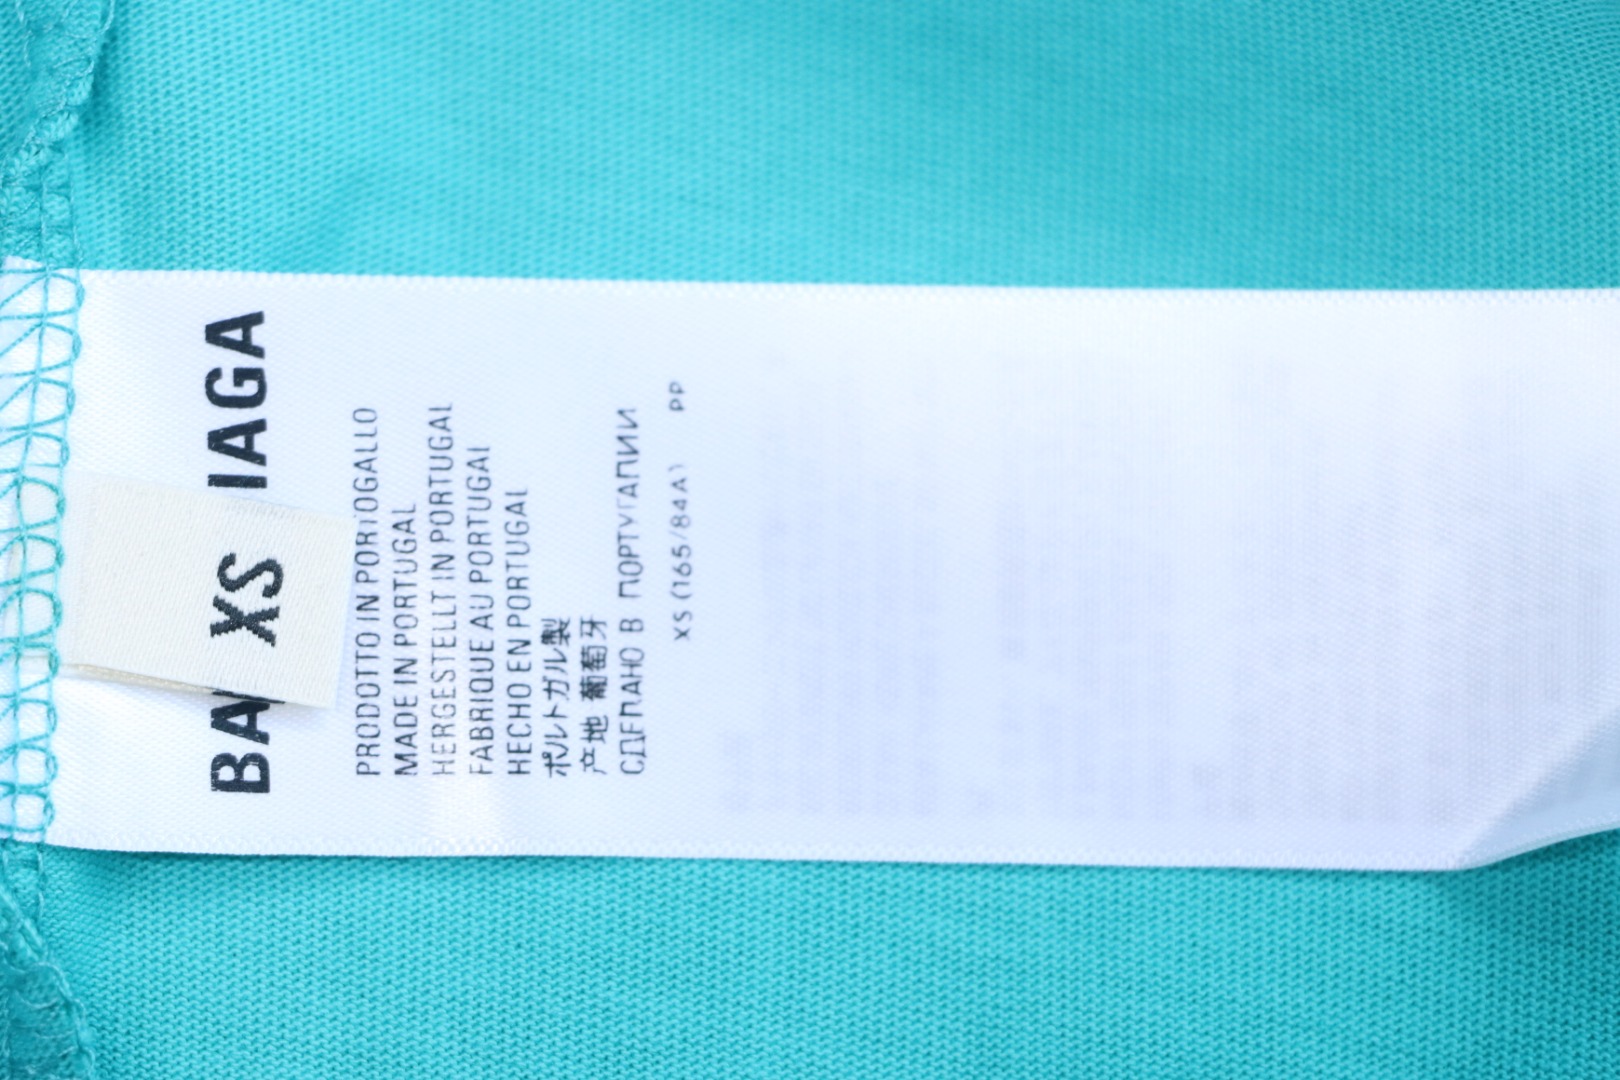 BA IAGA
XS
PRODOTTO IN PORTOGALLO
MADE IN PORTUGAL
HERGESTELLT IN PORTUGAL
FABRIQUE AU PORTUGAL
HECHO EN PORTUGAL
ポルトガル製
产地 葡萄牙
СДЕЛАНО В ПОРТУГАЛИИ
XS (165/84A) PP